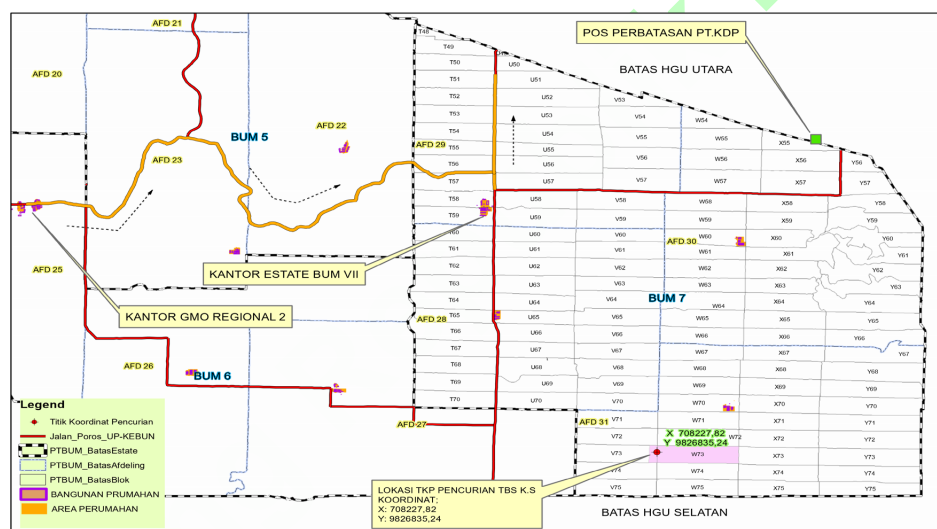 AFD 21
T48
T49
POS PERBATASAN PT.KDP
BATAS HGU UTARA
AFD 20
AFD 22
BUM 5
AFD 23
AFD 29
T50
T51
T52
T53
T54
T55
T56
T57
T58
T59
T60
T61
T62
T63
T64
T65
T66
T67
T68
T69
T70
U50
U51
U52
U53
U54
U55
U56
U57
U58
U59
U60
U61
U62
U63
U64
U65
U66
U67
U68
U69
V53
V54
V55
V56
V57
V58
V59
V60
V61
V62
V63
V64
V65
V66
V67
V68
V69
V70
V71
V72
V73
V74
V75
W54
W55
W56
W57
W58
W59
W60
W61
W62
W63
W64
W65
W66
W67
W68
W69
W70
W71
W72
W73
W74
W75
X55
X56
X57
X58
X59
X60
X61
X62
X63
X64
X65
X66
X67
X68
X69
X70
X71
X72
X73
X74
X75
Y56
Y57
Y58
Y59
Y60
Y61
Y62
Y63
Y64
Y65
Y66
Y67
Y68
Y69
Y70
Y71
Y72
Y73
Y74
Y75
AFD 30
BUM 7
KANTOR ESTATE BUM VII
AFD 25
KANTOR GMO REGIONAL 2
AFD 28
AFD 26
BUM 6
AFD 27
AFD 31
X 708227,82
Y 9826835,24
Legend
Titik Koordinat Pencurian
Jalan_Poros_UP-KEBUN
PTBUM_BatasEstate
PTBUM_BatasAfdeling
PTBUM_BatasBlok
BANGUNAN PRUMAHAN
AREA PERUMAHAN
LOKASI TKP PENCURIAN TBS K.S
KOORDINAT;
X: 708227,82
Y: 9826835,24
BATAS HGU SELATAN